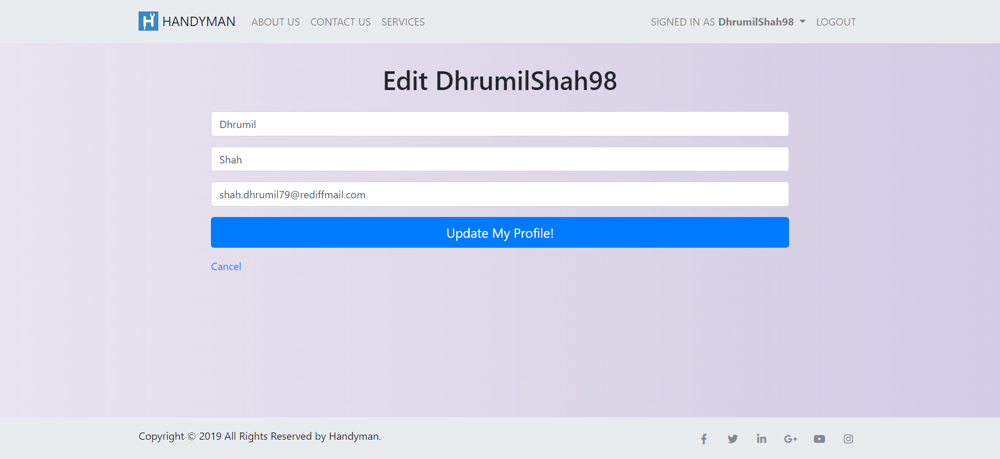 HANDYMAN ABOUT US CONTACT US SERVICES SIGNED IN AS DhrumilShah98 LOGOUT
Edit DhrumilShah98
Dhrumil
Shah
shah.dhrumil79@rediffmail.com
Update My Profile!
Cancel
Copyright © 2019 All Rights Reserved by Handyman.